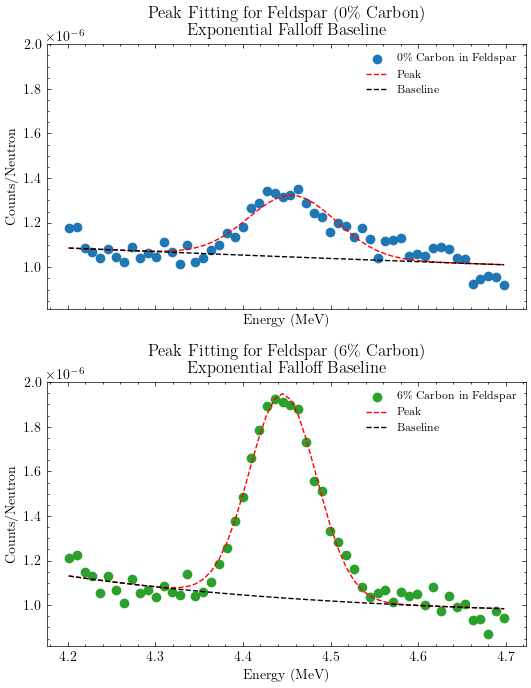 Peak Fitting for Feldspar (0% Carbon)
Exponential Falloff Baseline
×10⁻⁶
2.0
1.8
1.6
1.4
1.2
1.0
Counts/Neutron
0% Carbon in Feldspar
Peak
Baseline
Energy (MeV)
Peak Fitting for Feldspar (6% Carbon)
Exponential Falloff Baseline
×10⁻⁶
2.0
1.8
1.6
1.4
1.2
1.0
Counts/Neutron
6% Carbon in Feldspar
Peak
Baseline
4.2 4.3 4.4 4.5 4.6 4.7
Energy (MeV)